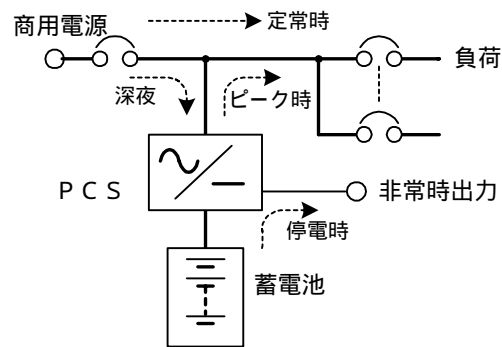 商用電源
定常時
負荷
深夜
ピーク時
ＰＣＳ
非常時出力
停電時
蓄電池